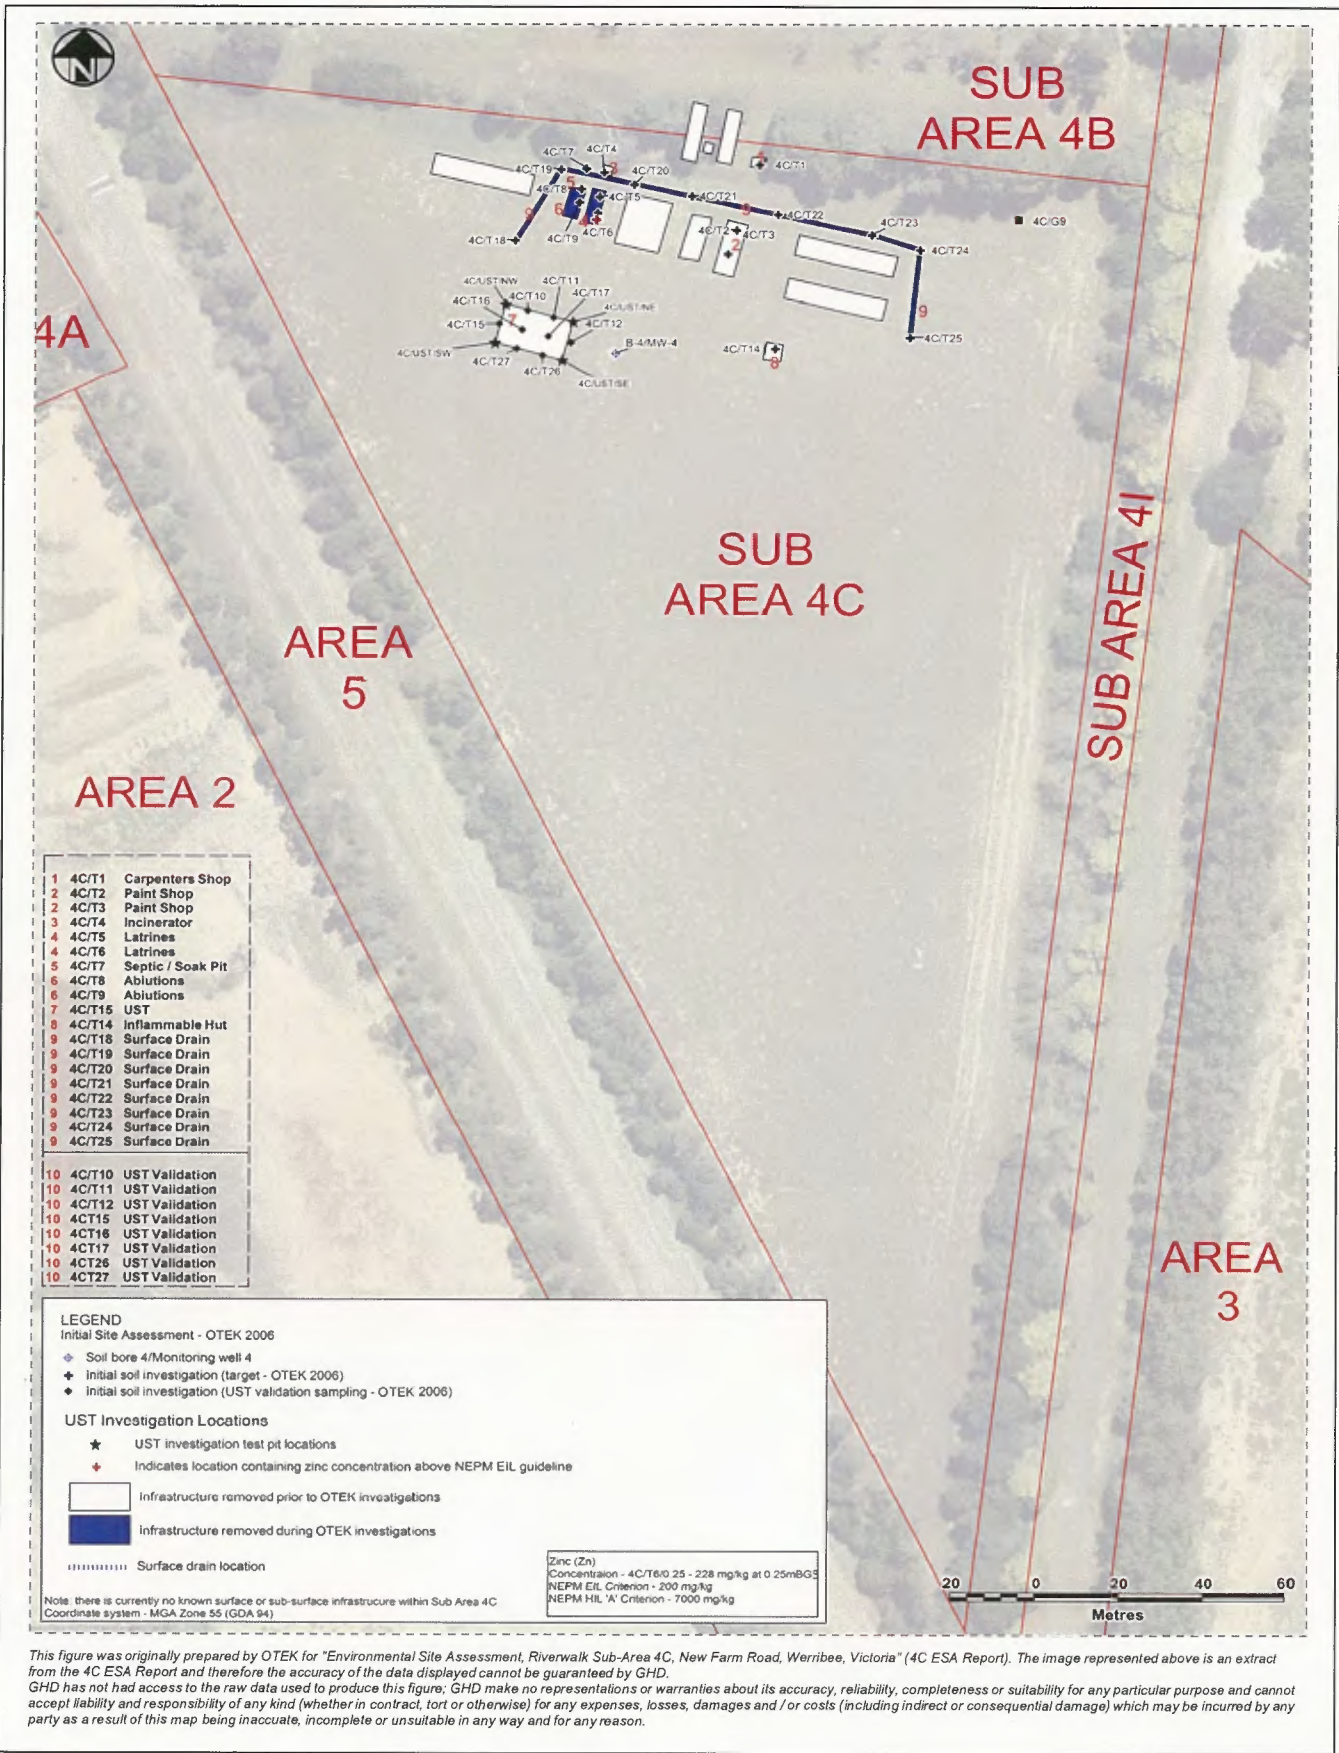 N
SUB
AREA 4B
4C/T7
4C/T4
3
1
4C/T1
4C/T19
4C/T20
5
4C/T8
4C/T5
4C/T21
9
6
9
4C/T22
4
4C/T23
4C/G9
4C/T18
4C/T9
4C/T6
4C/T2
4C/T3
2
4C/T24
4C/UST/NW
4C/T11
4C/T10
4C/T17
4C/T16
4C/UST/NE
7
9
4C/T15
4C/T12
4A
B-4/MW-4
4C/T14
4C/T25
4C/UST/SW
4C/T27
4C/T26
8
4C/UST/SE
SUB
AREA 4C
SUB AREA 4I
AREA
5
AREA 2
AREA
3
1 4C/T1 Carpenters Shop
2 4C/T2 Paint Shop
2 4C/T3 Paint Shop
3 4C/T4 Incinerator
4 4C/T5 Latrines
4 4C/T6 Latrines
5 4C/T7 Septic / Soak Pit
6 4C/T8 Ablutions
6 4C/T9 Ablutions
7 4C/T15 UST
8 4C/T14 Inflammable Hut
9 4C/T18 Surface Drain
9 4C/T19 Surface Drain
9 4C/T20 Surface Drain
9 4C/T21 Surface Drain
9 4C/T22 Surface Drain
9 4C/T23 Surface Drain
9 4C/T24 Surface Drain
9 4C/T25 Surface Drain
10 4C/T10 UST Validation
10 4C/T11 UST Validation
10 4C/T12 UST Validation
10 4CT15 UST Validation
10 4CT16 UST Validation
10 4CT17 UST Validation
10 4CT26 UST Validation
10 4CT27 UST Validation
LEGEND
Initial Site Assessment - OTEK 2006
Soil bore 4/Monitoring well 4
Initial soil investigation (target - OTEK 2006)
Initial soil investigation (UST validation sampling - OTEK 2006)
UST Investigation Locations
UST investigation test pit locations
Indicates location containing zinc concentration above NEPM EIL guideline
Infrastructure removed prior to OTEK investigations
Infrastructure removed during OTEK investigations
Surface drain location
Zinc (Zn)
Concentraion - 4C/T6/0.25 - 228 mg/kg at 0.25mBGS
NEPM EIL Criterion - 200 mg/kg
NEPM HIL 'A' Criterion - 7000 mg/kg
Note: there is currently no known surface or sub-surface infrastrucure within Sub Area 4C
Coordinate system - MGA Zone 55 (GDA 94)
20 0 20 40 60
Metres
This figure was originally prepared by OTEK for "Environmental Site Assessment, Riverwalk Sub-Area 4C, New Farm Road, Werribee, Victoria" (4C ESA Report). The image represented above is an extract
from the 4C ESA Report and therefore the accuracy of the data displayed cannot be guaranteed by GHD.
GHD has not had access to the raw data used to produce this figure; GHD make no representations or warranties about its accuracy, reliability, completeness or suitability for any particular purpose and cannot
accept liability and responsibility of any kind (whether in contract, tort or otherwise) for any expenses, losses, damages and / or costs (including indirect or consequential damage) which may be incurred by any
party as a result of this map being inaccuate, incomplete or unsuitable in any way and for any reason.